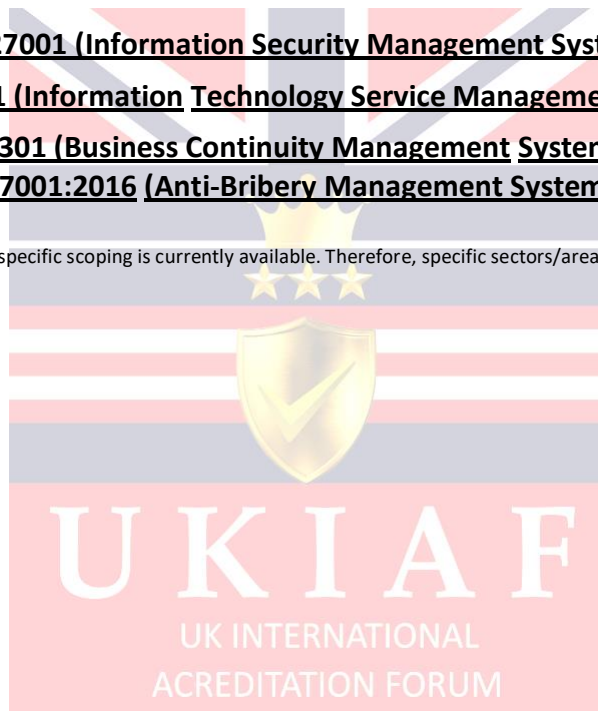 27001 (Information Security Management Syst
1 (Information Technology Service Manageme
301 (Business Continuity Management System
7001:2016 (Anti-Bribery Management System
specific scoping is currently available. Therefore, specific sectors/area
UKIAF
UK INTERNATIONAL
ACREDITATION FORUM